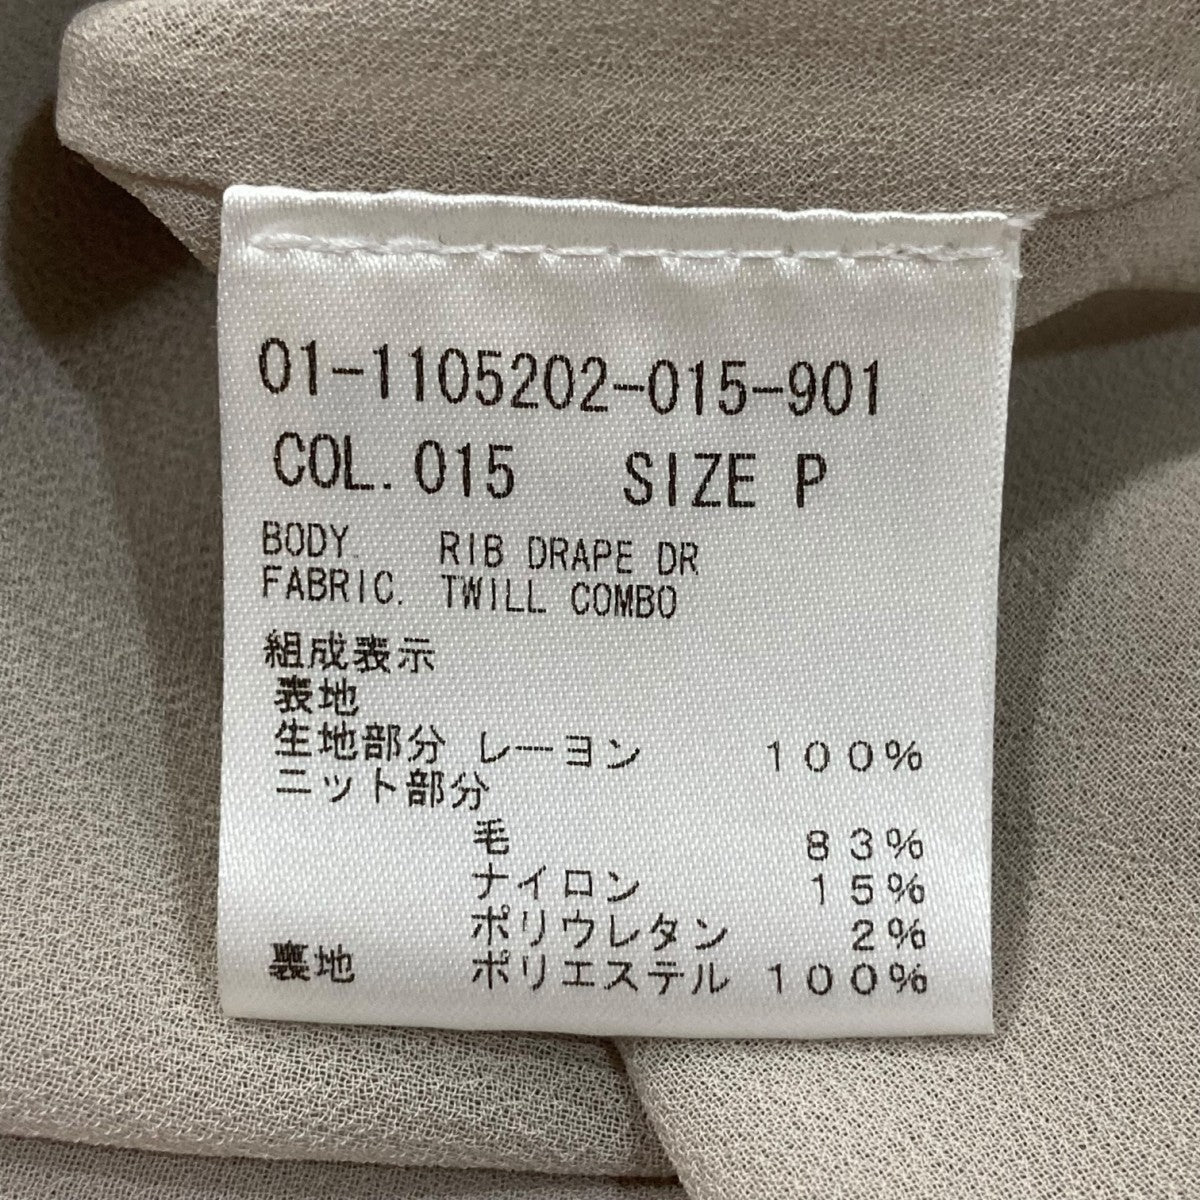 01-1105202-015-901
COL.015 SIZE P
BODY. RIB DRAPE DR
FABRIC. TWILL COMBO
組成表示
表地
生地部分 レーヨン 100%
ニット部分
毛 83%
ナイロン 15%
ポリウレタン 2%
裏地 ポリエステル 100%